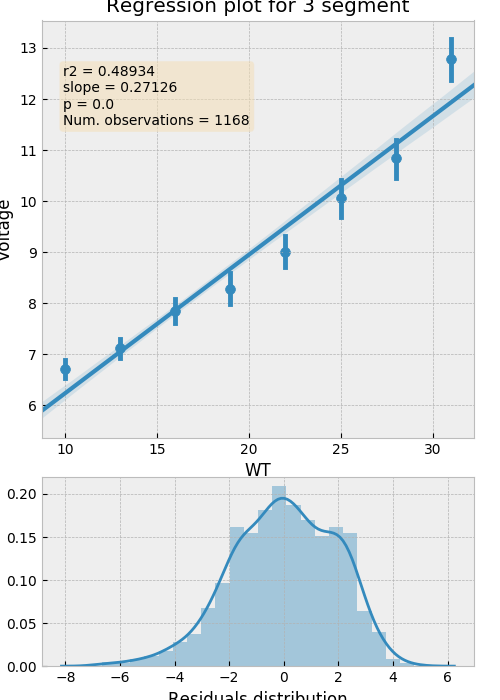 Regression plot for 3 segment
13
12
11
10
9
8
7
6
r2 = 0.48934
slope = 0.27126
p = 0.0
Num. observations = 1168
Voltage
10 15 20 25 30
WT
0.20
0.15
0.10
0.05
0.00
−8 −6 −4 −2 0 2 4 6
Residuals distribution